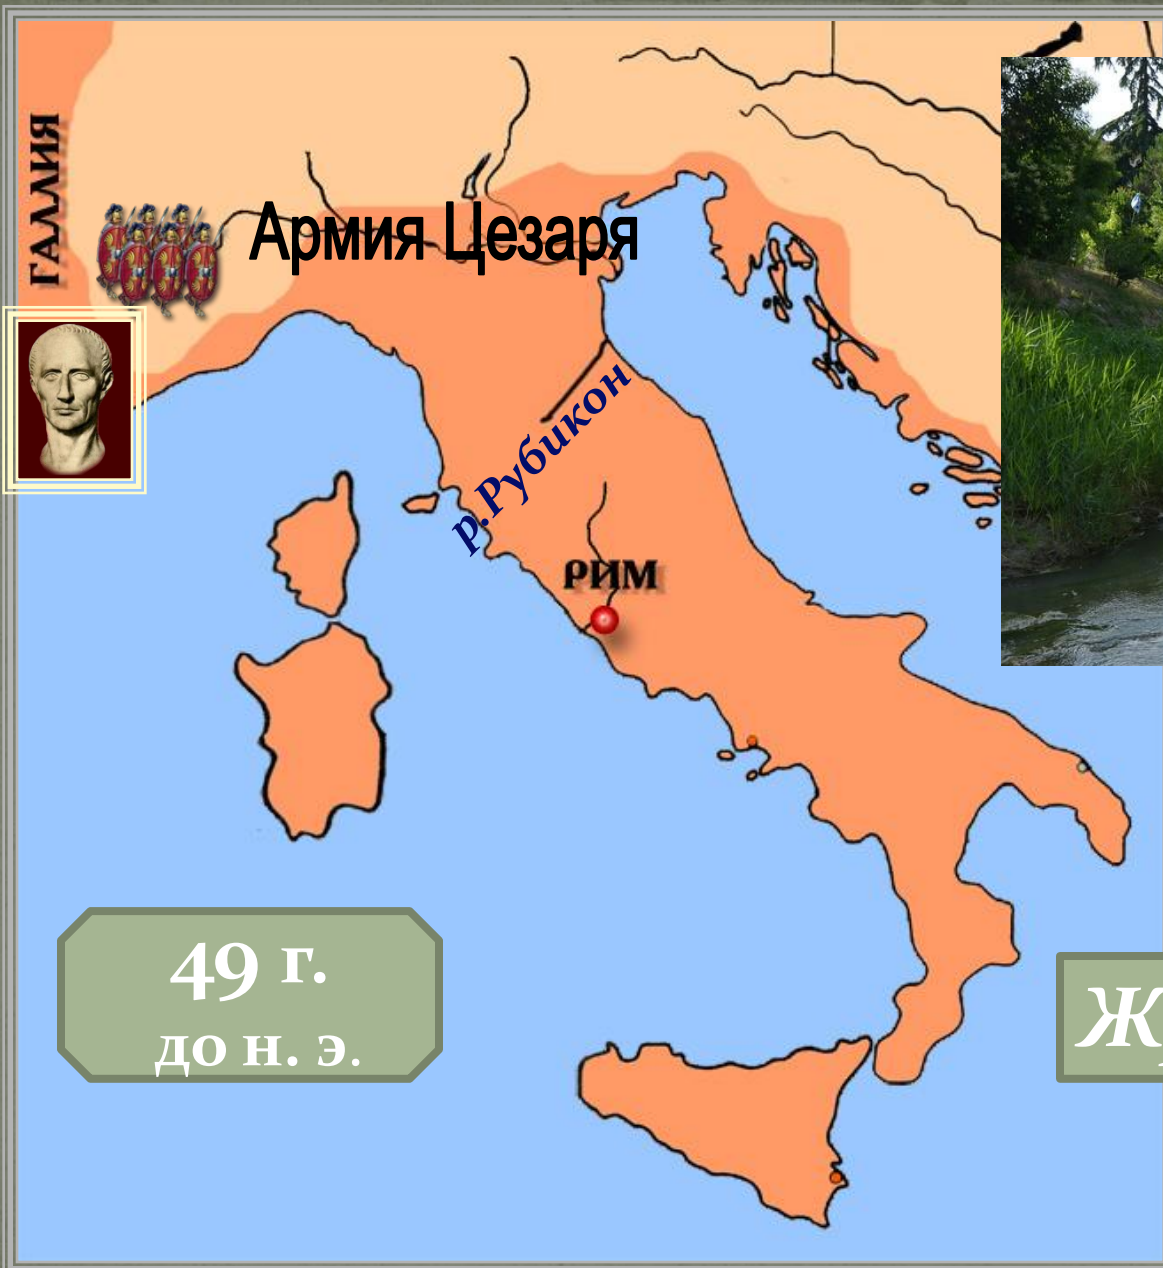 ГАЛЛИЯ
Армия Цезаря
р.Рубикон
РИМ
49 г.
до н. э.